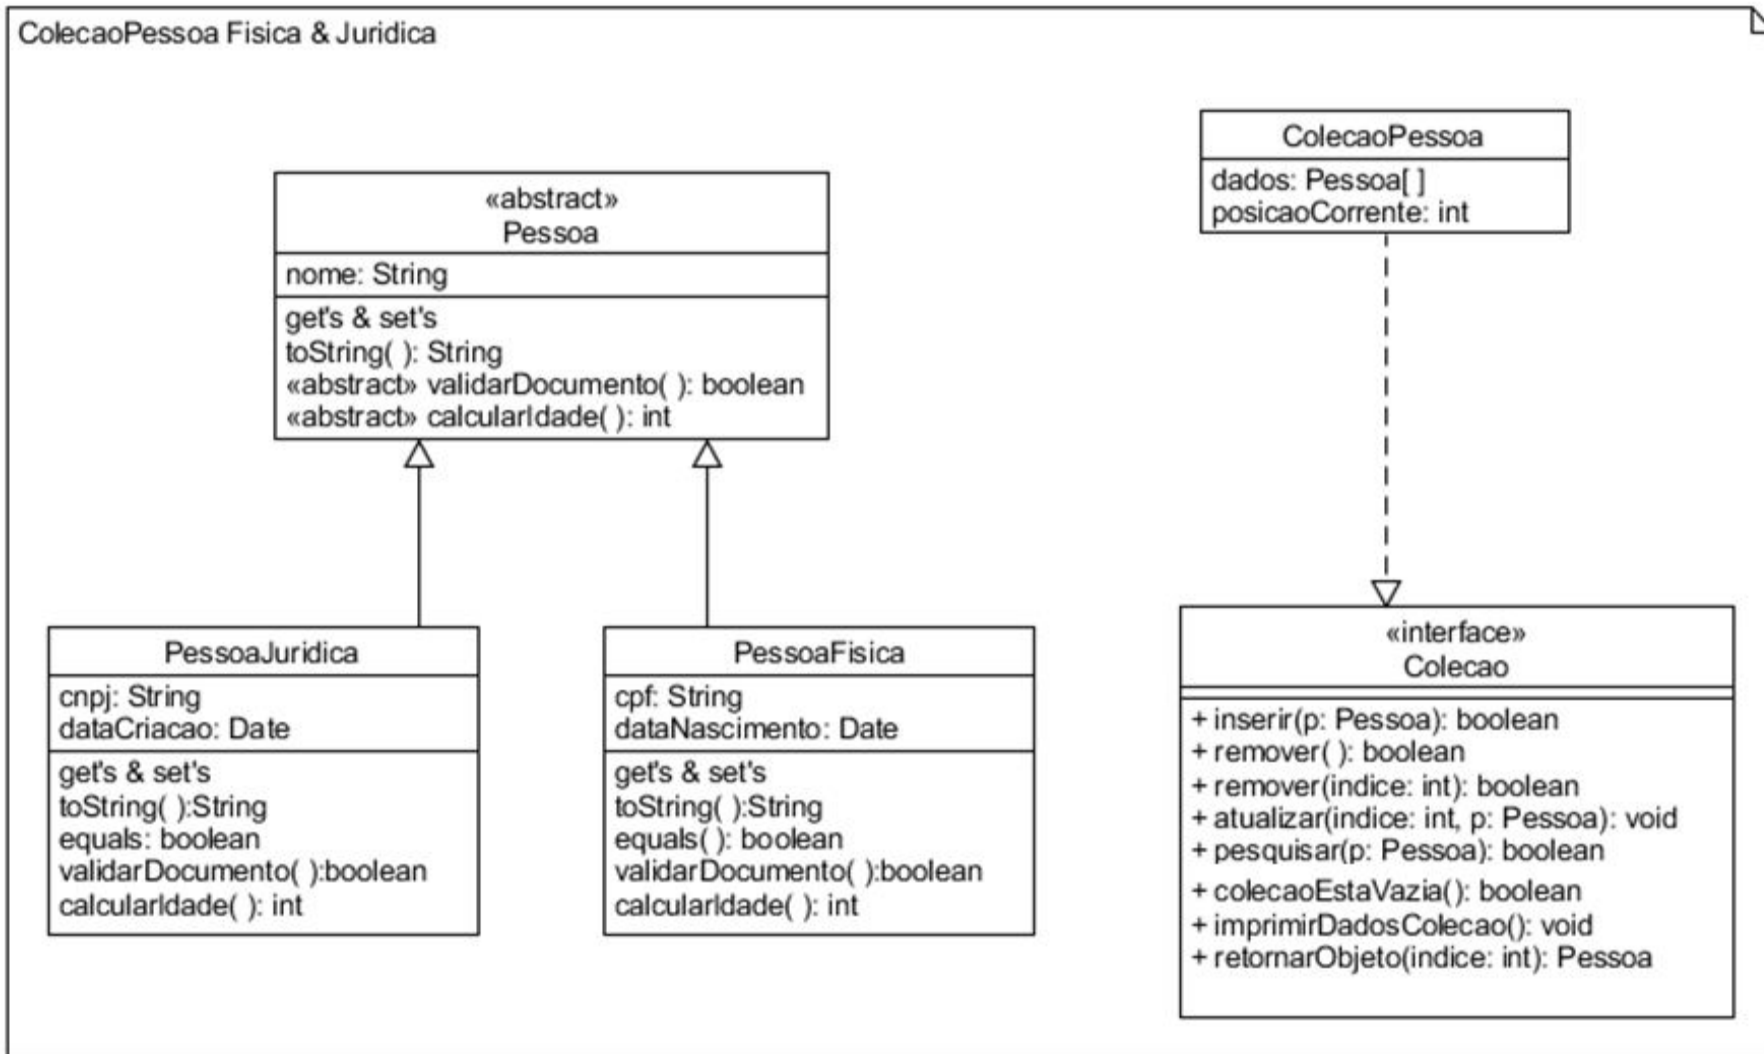 ColecaoPessoa Fisica & Juridica
«abstract»
Pessoa
nome: String
get's & set's
toString( ): String
«abstract» validarDocumento( ): boolean
«abstract» calcularIdade( ): int
ColecaoPessoa
dados: Pessoa[ ]
posicaoCorrente: int
PessoaJuridica
cnpj: String
dataCriacao: Date
get's & set's
toString( ):String
equals: boolean
validarDocumento( ):boolean
calcularIdade( ): int
PessoaFisica
cpf: String
dataNascimento: Date
get's & set's
toString( ):String
equals( ): boolean
validarDocumento( ):boolean
calcularIdade( ): int
«interface»
Colecao
+ inserir(p: Pessoa): boolean
+ remover( ): boolean
+ remover(indice: int): boolean
+ atualizar(indice: int, p: Pessoa): void
+ pesquisar(p: Pessoa): boolean
+ colecaoEstaVazia(): boolean
+ imprimirDadosColecao(): void
+ retornarObjeto(indice: int): Pessoa